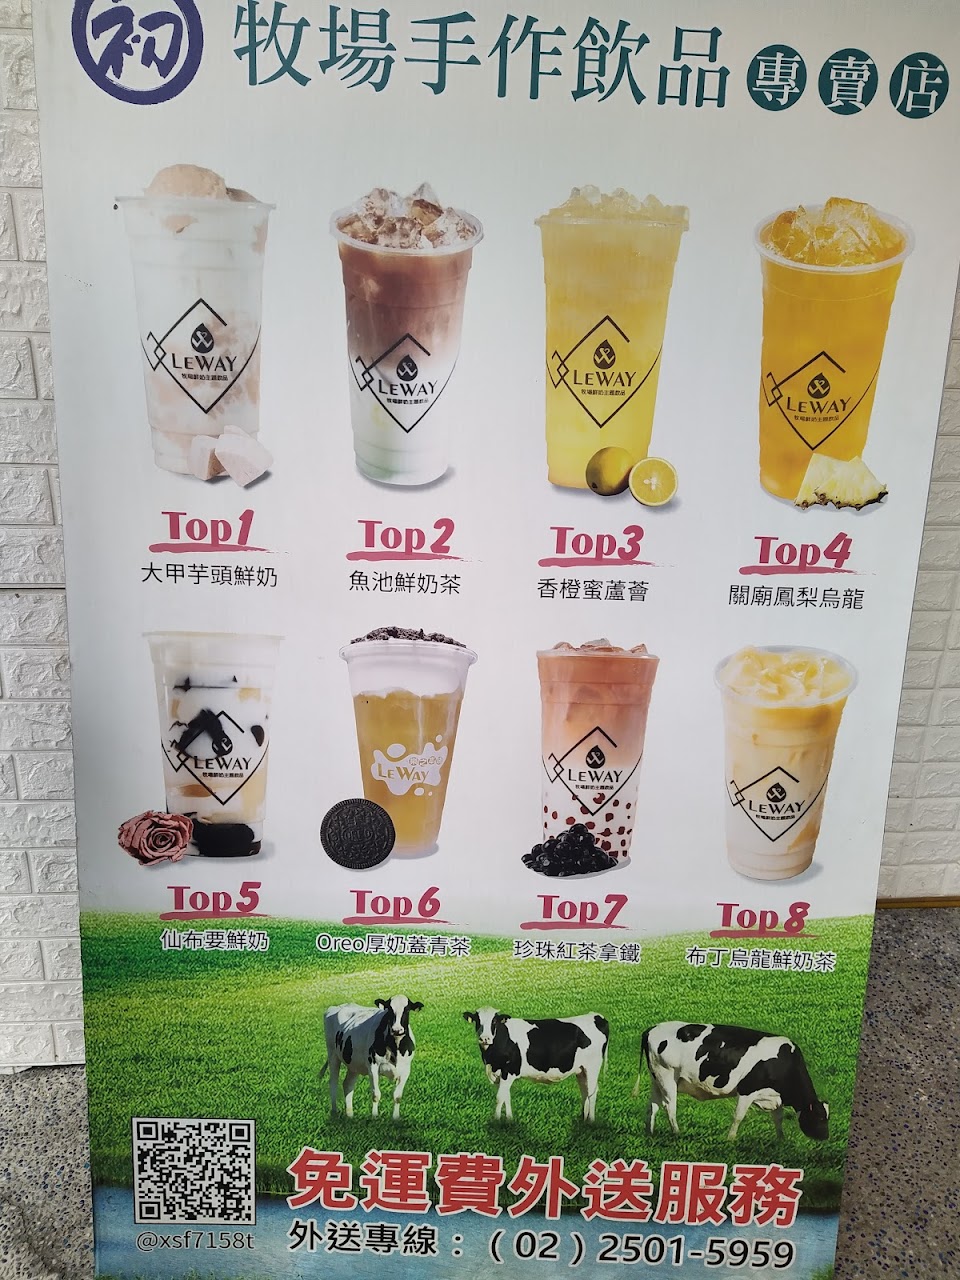 初 牧場手作飲品專賣店
LEWAY
牧場鮮奶主題飲品
LEWAY
牧場鮮奶主題飲品
LEWAY
牧場鮮奶主題飲品
LEWAY
牧場鮮奶主題飲品
Top1 Top2 Top3 Top4
大甲芋頭鮮奶 魚池鮮奶茶 香橙蜜蘆薈 關廟鳳梨烏龍
LEWAY
牧場鮮奶主題飲品
LEWAY
LEWAY
牧場鮮奶主題飲品
LEWAY
牧場鮮奶主題飲品
Top5 Top6 Top7 Top8
仙布要鮮奶 Oreo厚奶蓋青茶 珍珠紅茶拿鐵 布丁烏龍鮮奶茶
免運費外送服務
@xsf7158t 外送專線：(02)2501-5959